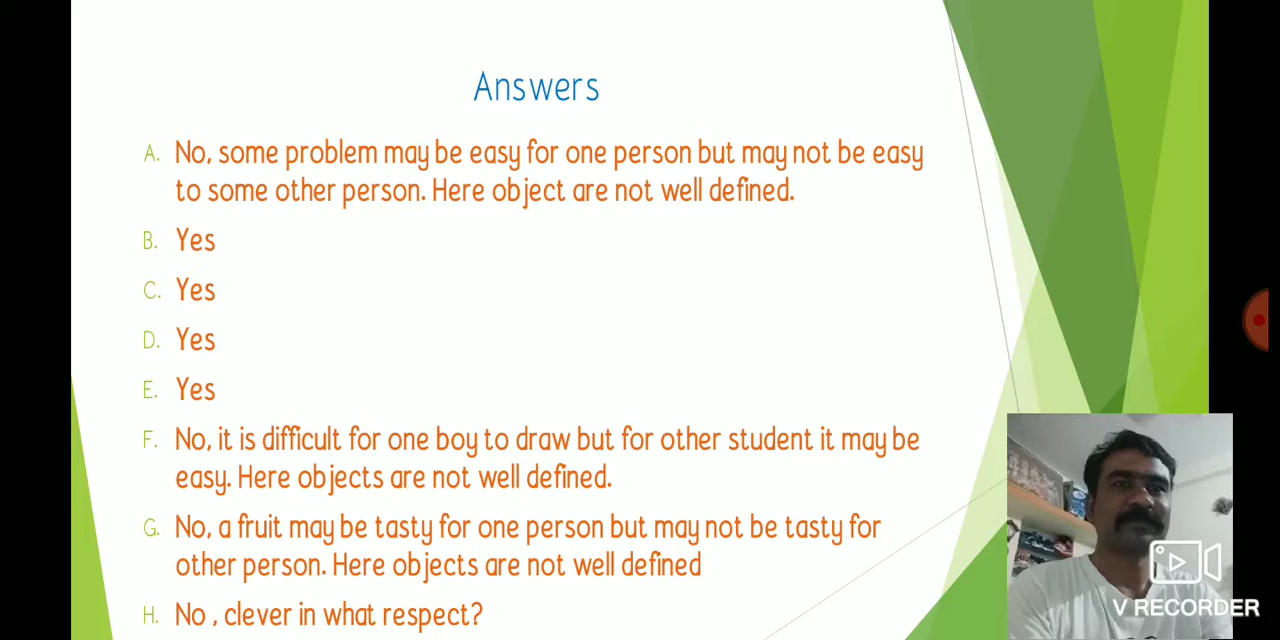 Answers
A. No, some problem may be easy for one person but may not be easy
to some other person. Here object are not well defined.
B. Yes
C. Yes
D. Yes
E. Yes
F. No, it is difficult for one boy to draw but for other student it may be
easy. Here objects are not well defined.
G. No, a fruit may be tasty for one person but may not be tasty for
other person. Here objects are not well defined
H. No , clever in what respect?
V RECORDER